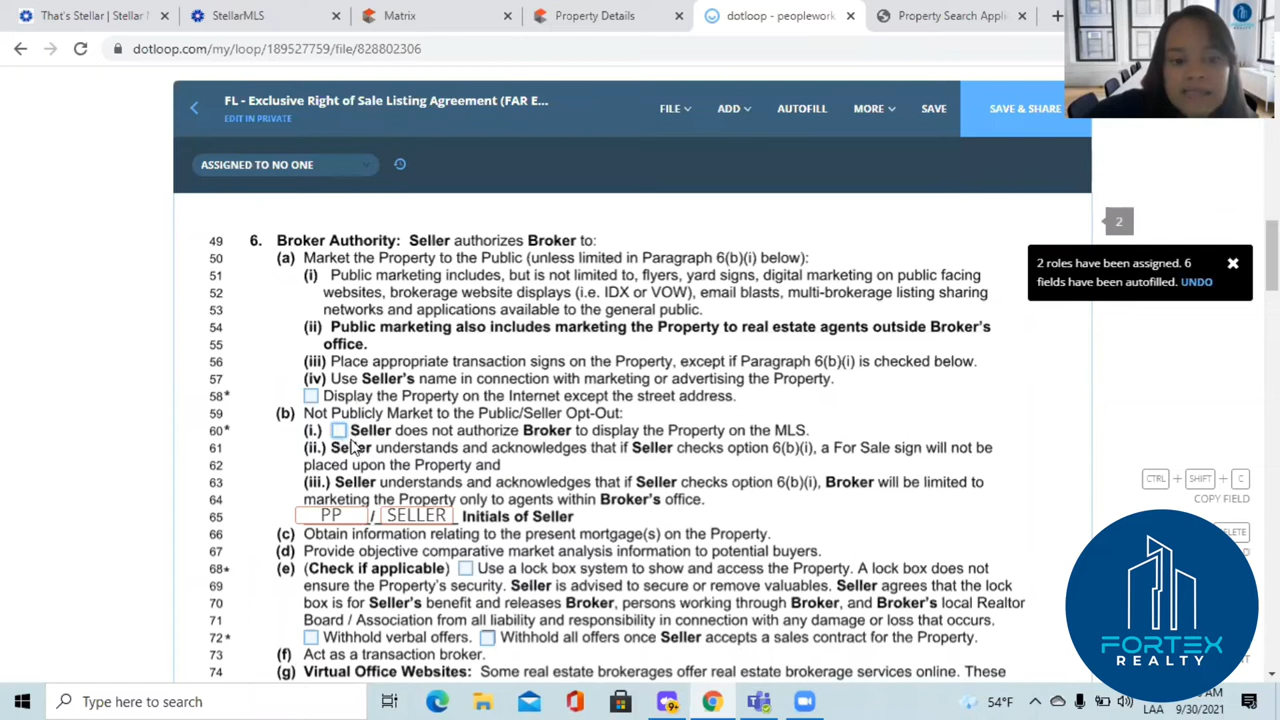 That's Stellar | Stellar M
StellarMLS
Matrix
Property Details
dotloop - peoplework
Property Search Appli
dotloop.com/my/loop/189527759/file/828802306
FL - Exclusive Right of Sale Listing Agreement (FAR E...
EDIT IN PRIVATE
FILE
ADD
AUTOFILL
MORE
SAVE
SAVE & SHARE
ASSIGNED TO NO ONE
2
2 roles have been assigned. 6
fields have been autofilled. UNDO
49 6. Broker Authority: Seller authorizes Broker to:
50 (a) Market the Property to the Public (unless limited in Paragraph 6(b)(i) below):
51 (i) Public marketing includes, but is not limited to, flyers, yard signs, digital marketing on public facing
52 websites, brokerage website displays (i.e. IDX or VOW), email blasts, multi-brokerage listing sharing
53 networks and applications available to the general public.
54 (ii) Public marketing also includes marketing the Property to real estate agents outside Broker's
55 office.
56 (iii) Place appropriate transaction signs on the Property, except if Paragraph 6(b)(i) is checked below.
57 (iv) Use Seller's name in connection with marketing or advertising the Property.
58* Display the Property on the Internet except the street address.
59 (b) Not Publicly Market to the Public/Seller Opt-Out:
60* (i.) Seller does not authorize Broker to display the Property on the MLS.
61 (ii.) Seller understands and acknowledges that if Seller checks option 6(b)(i), a For Sale sign will not be
62 placed upon the Property and
63 (iii.) Seller understands and acknowledges that if Seller checks option 6(b)(i), Broker will be limited to
64 marketing the Property only to agents within Broker's office.
65 PP / SELLER Initials of Seller
66 (c) Obtain information relating to the present mortgage(s) on the Property.
67 (d) Provide objective comparative market analysis information to potential buyers.
68* (e) (Check if applicable) Use a lock box system to show and access the Property. A lock box does not
69 ensure the Property's security. Seller is advised to secure or remove valuables. Seller agrees that the lock
70 box is for Seller's benefit and releases Broker, persons working through Broker, and Broker's local Realtor
71 Board / Association from all liability and responsibility in connection with any damage or loss that occurs.
72* Withhold verbal offers. Withhold all offers once Seller accepts a sales contract for the Property.
73 (f) Act as a transaction broker.
74 (g) Virtual Office Websites: Some real estate brokerages offer real estate brokerage services online. These
CTRL + SHIFT + C
COPY FIELD
FORTEX
REALTY
Type here to search
54°F
LAA
9/30/2021